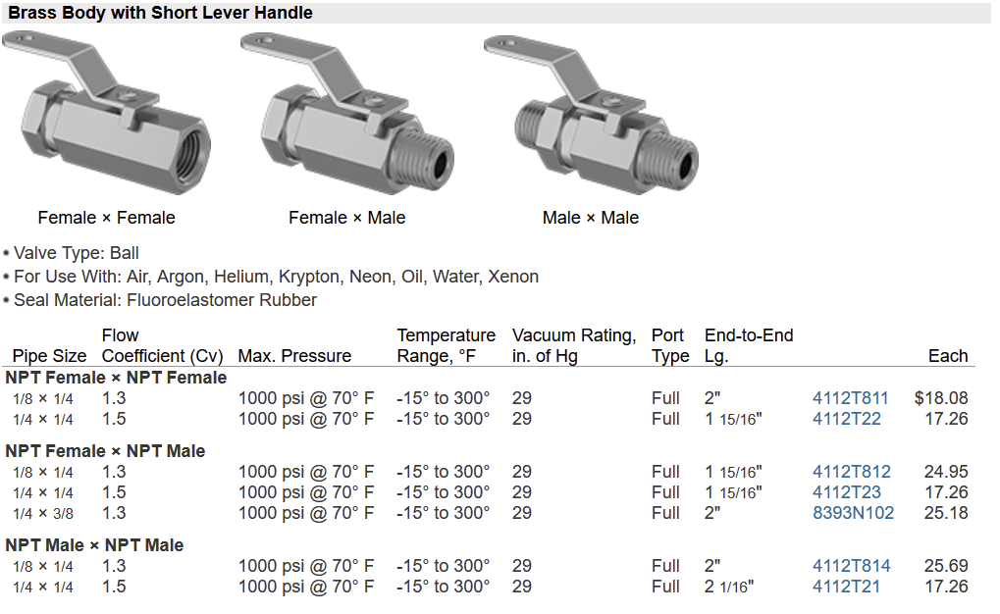 Brass Body with Short Lever Handle
Female × Female Female × Male Male × Male
• Valve Type: Ball
• For Use With: Air, Argon, Helium, Krypton, Neon, Oil, Water, Xenon
• Seal Material: Fluoroelastomer Rubber
Flow Temperature Vacuum Rating, Port End-to-End
Pipe Size Coefficient (Cv) Max. Pressure Range, °F in. of Hg Type Lg. Each
NPT Female × NPT Female
1/8 × 1/4 1.3 1000 psi @ 70° F -15° to 300° 29 Full 2" 4112T811 $18.08
1/4 × 1/4 1.5 1000 psi @ 70° F -15° to 300° 29 Full 1 15/16" 4112T22 17.26
NPT Female × NPT Male
1/8 × 1/4 1.3 1000 psi @ 70° F -15° to 300° 29 Full 1 15/16" 4112T812 24.95
1/4 × 1/4 1.5 1000 psi @ 70° F -15° to 300° 29 Full 1 15/16" 4112T23 17.26
1/4 × 3/8 1.3 1000 psi @ 70° F -15° to 300° 29 Full 2" 8393N102 25.18
NPT Male × NPT Male
1/8 × 1/4 1.3 1000 psi @ 70° F -15° to 300° 29 Full 2" 4112T814 25.69
1/4 × 1/4 1.5 1000 psi @ 70° F -15° to 300° 29 Full 2 1/16" 4112T21 17.26